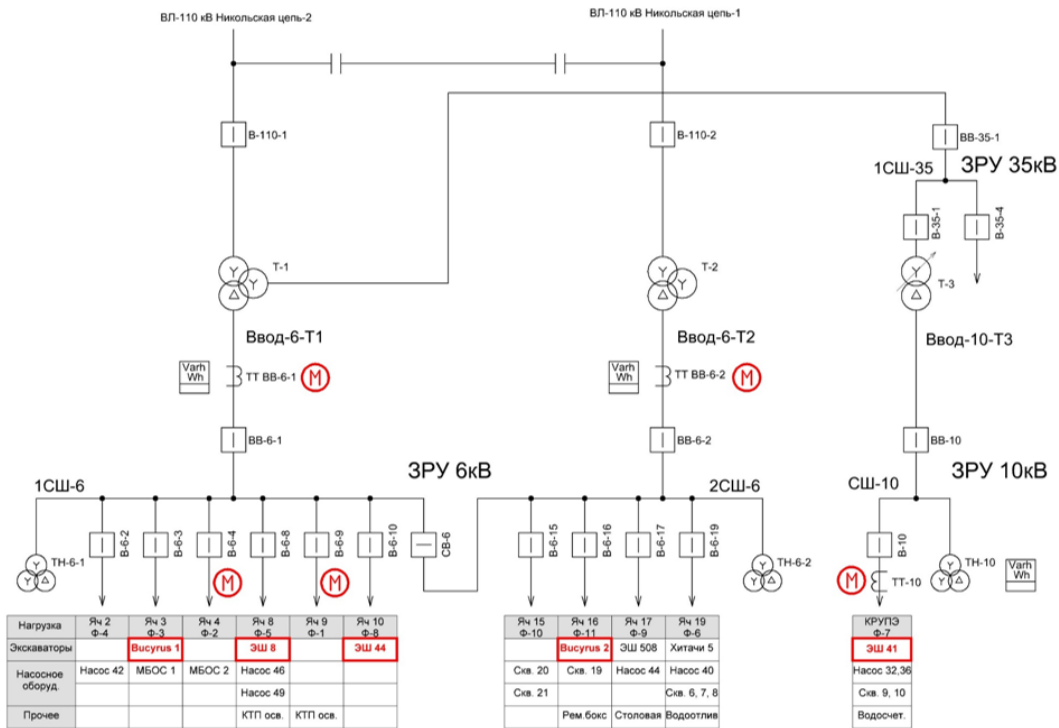 ВЛ-110 кВ Никольская цепь-2
ВЛ-110 кВ Никольская цепь-1
В-110-1
В-110-2
ВВ-35-1
1СШ-35
ЗРУ 35кВ
В-35-1
В-35-4
Т-1
Т-2
Т-3
Ввод-6-Т1
Ввод-6-Т2
Ввод-10-Т3
Varh
Wh
ТТ ВВ-6-1
М
Varh
Wh
ТТ ВВ-6-2
М
ВВ-6-1
ВВ-6-2
ВВ-10
ЗРУ 6кВ
ЗРУ 10кВ
1СШ-6
2СШ-6
СШ-10
ТН-6-1
В-6-2
В-6-3
В-6-4
В-6-8
В-6-9
В-6-10
СВ-6
В-6-15
В-6-16
В-6-17
В-6-19
ТН-6-2
В-10
ТН-10
Varh
Wh
М
М
М
ТТ-10
Нагрузка
Яч 2
Ф-4
Яч 3
Ф-3
Яч 4
Ф-2
Яч 8
Ф-5
Яч 9
Ф-1
Яч 10
Ф-8
Экскаваторы
Bucyrus 1
ЭШ 8
ЭШ 44
Насосное
оборуд.
Насос 42
МБОС 1
МБОС 2
Насос 46
Насос 49
Прочее
КТП осв.
КТП осв.
Яч 15
Ф-10
Яч 16
Ф-11
Яч 17
Ф-9
Яч 19
Ф-6
Bucyrus 2
ЭШ 508
Хитачи 5
Скв. 20
Скв. 19
Насос 44
Насос 40
Скв. 21
Скв. 6, 7, 8
Рем.бокс
Столовая
Водоотлив
КРУПЭ
Ф-7
ЭШ 41
Насос 32,36
Скв. 9, 10
Водосчет.